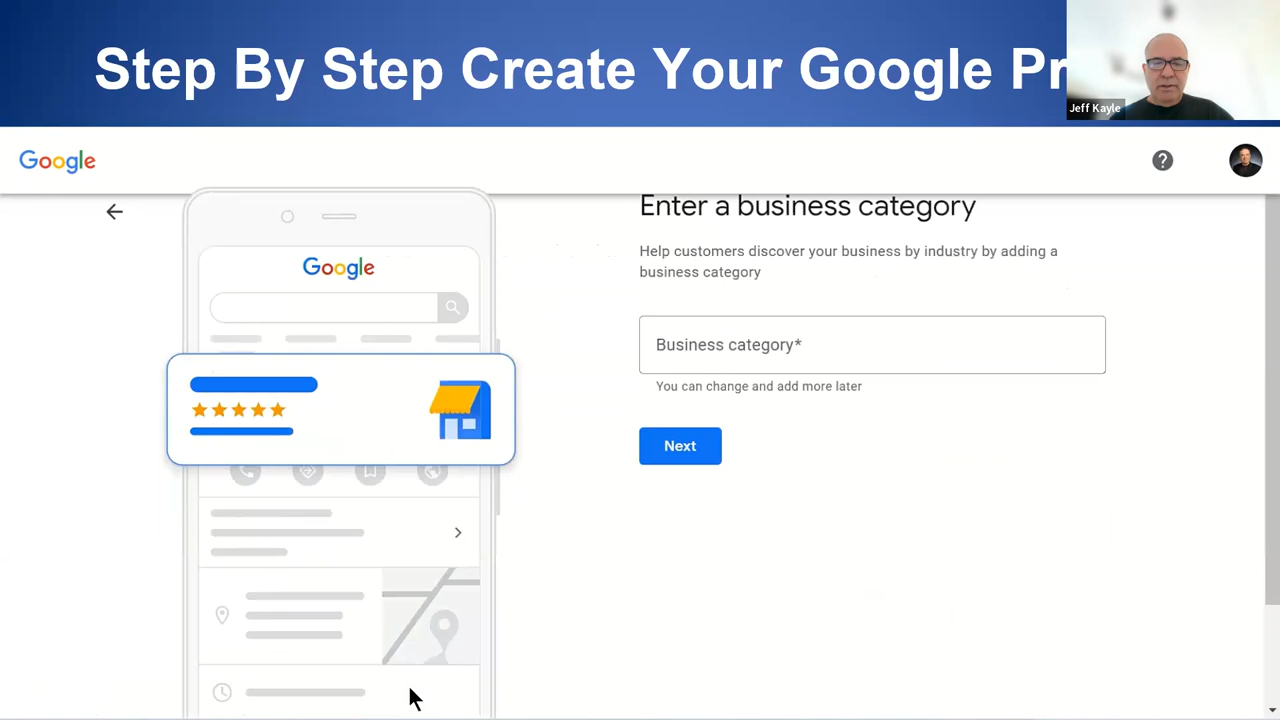 Step By Step Create Your Google Pr
Jeff Kayle
Google
Enter a business category
Help customers discover your business by industry by adding a
business category
Google
Business category*
You can change and add more later
Next